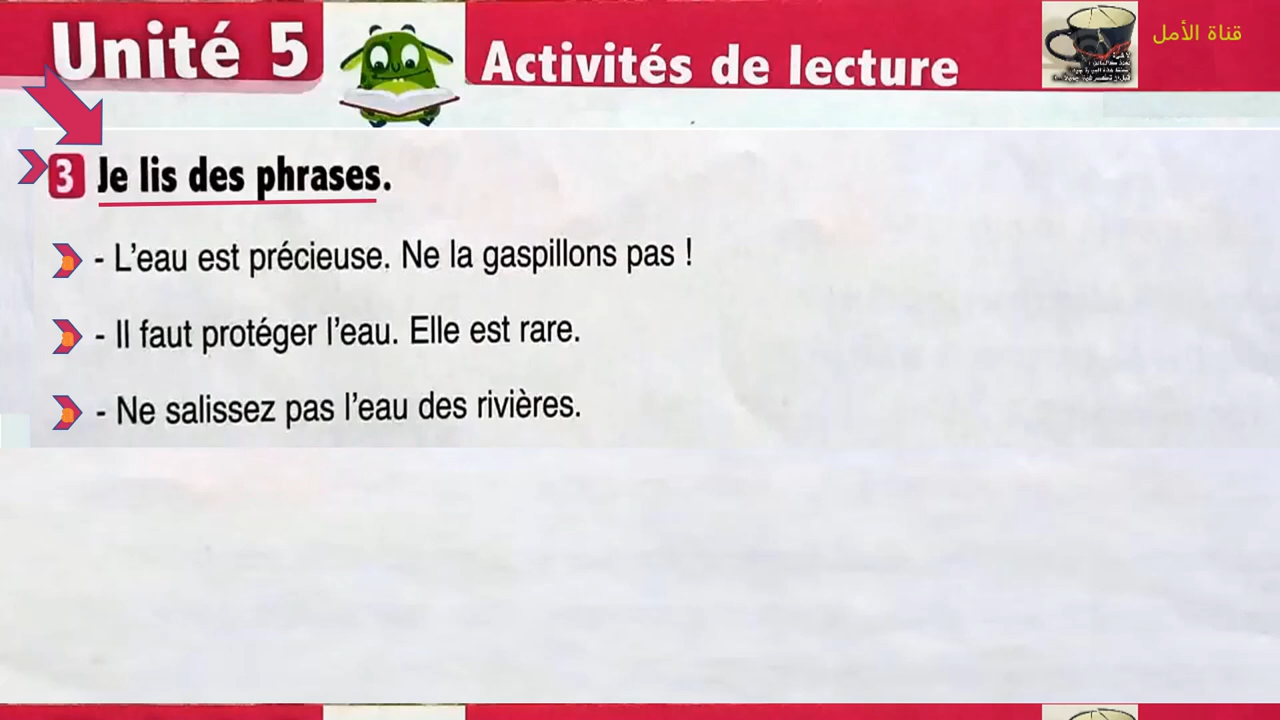 Unité 5
Activités de lecture
قناة الأمل
3 Je lis des phrases.
- L'eau est précieuse. Ne la gaspillons pas !
- Il faut protéger l'eau. Elle est rare.
- Ne salissez pas l'eau des rivières.